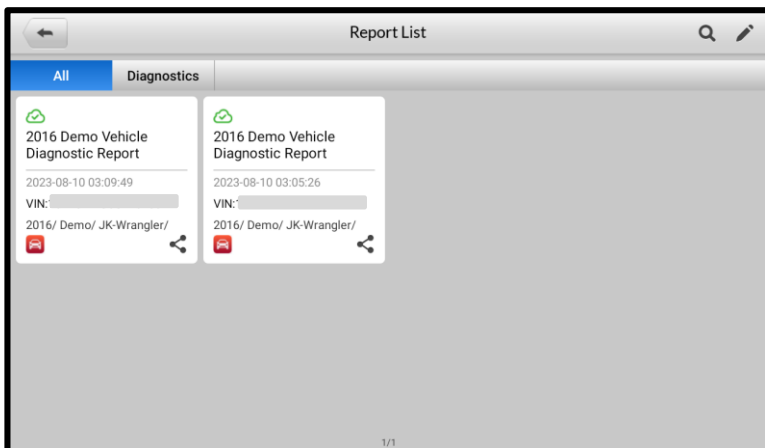 Report List
All
Diagnostics
2016 Demo Vehicle
Diagnostic Report
2023-08-10 03:09:49
VIN:
2016/ Demo/ JK-Wrangler/
2016 Demo Vehicle
Diagnostic Report
2023-08-10 03:05:26
VIN:
2016/ Demo/ JK-Wrangler/
1/1